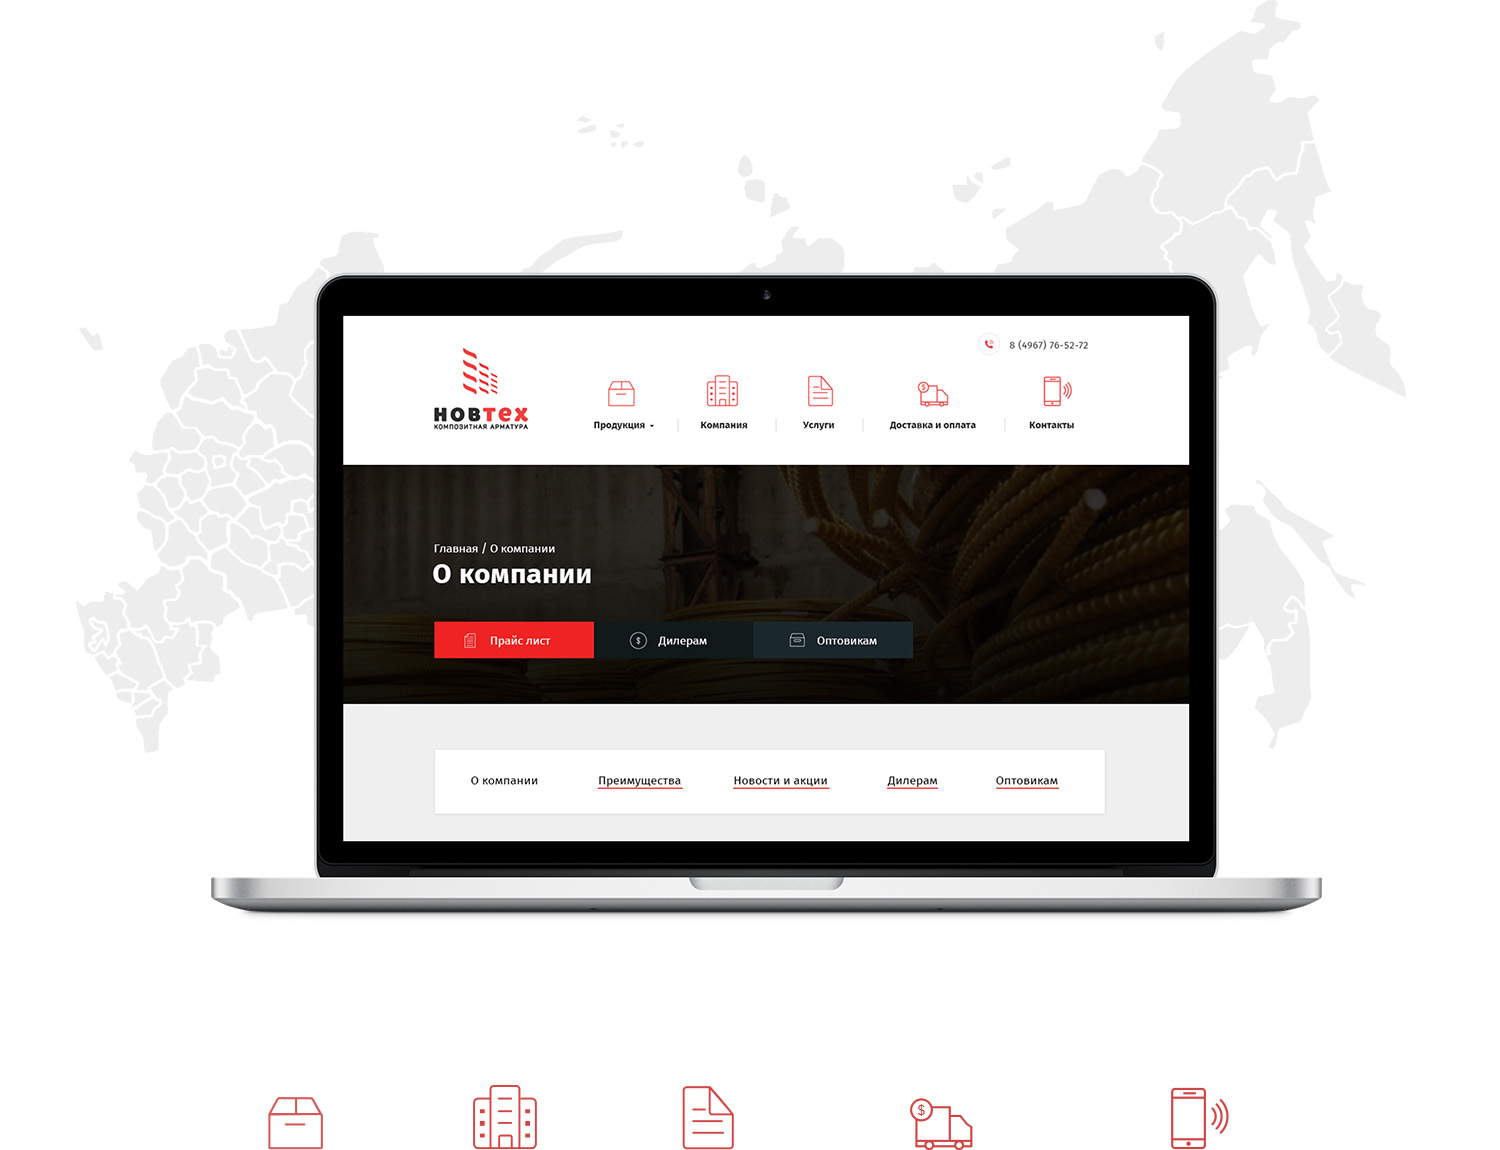 8 (4967) 76-52-72
НОВТЕХ
КОМПОЗИТНАЯ АРМАТУРА
Продукция
Компания
Услуги
Доставка и оплата
Контакты
Главная / О компании
О компании
Прайс лист
$ Дилерам
Оптовикам
О компании
Преимущества
Новости и акции
Дилерам
Оптовикам